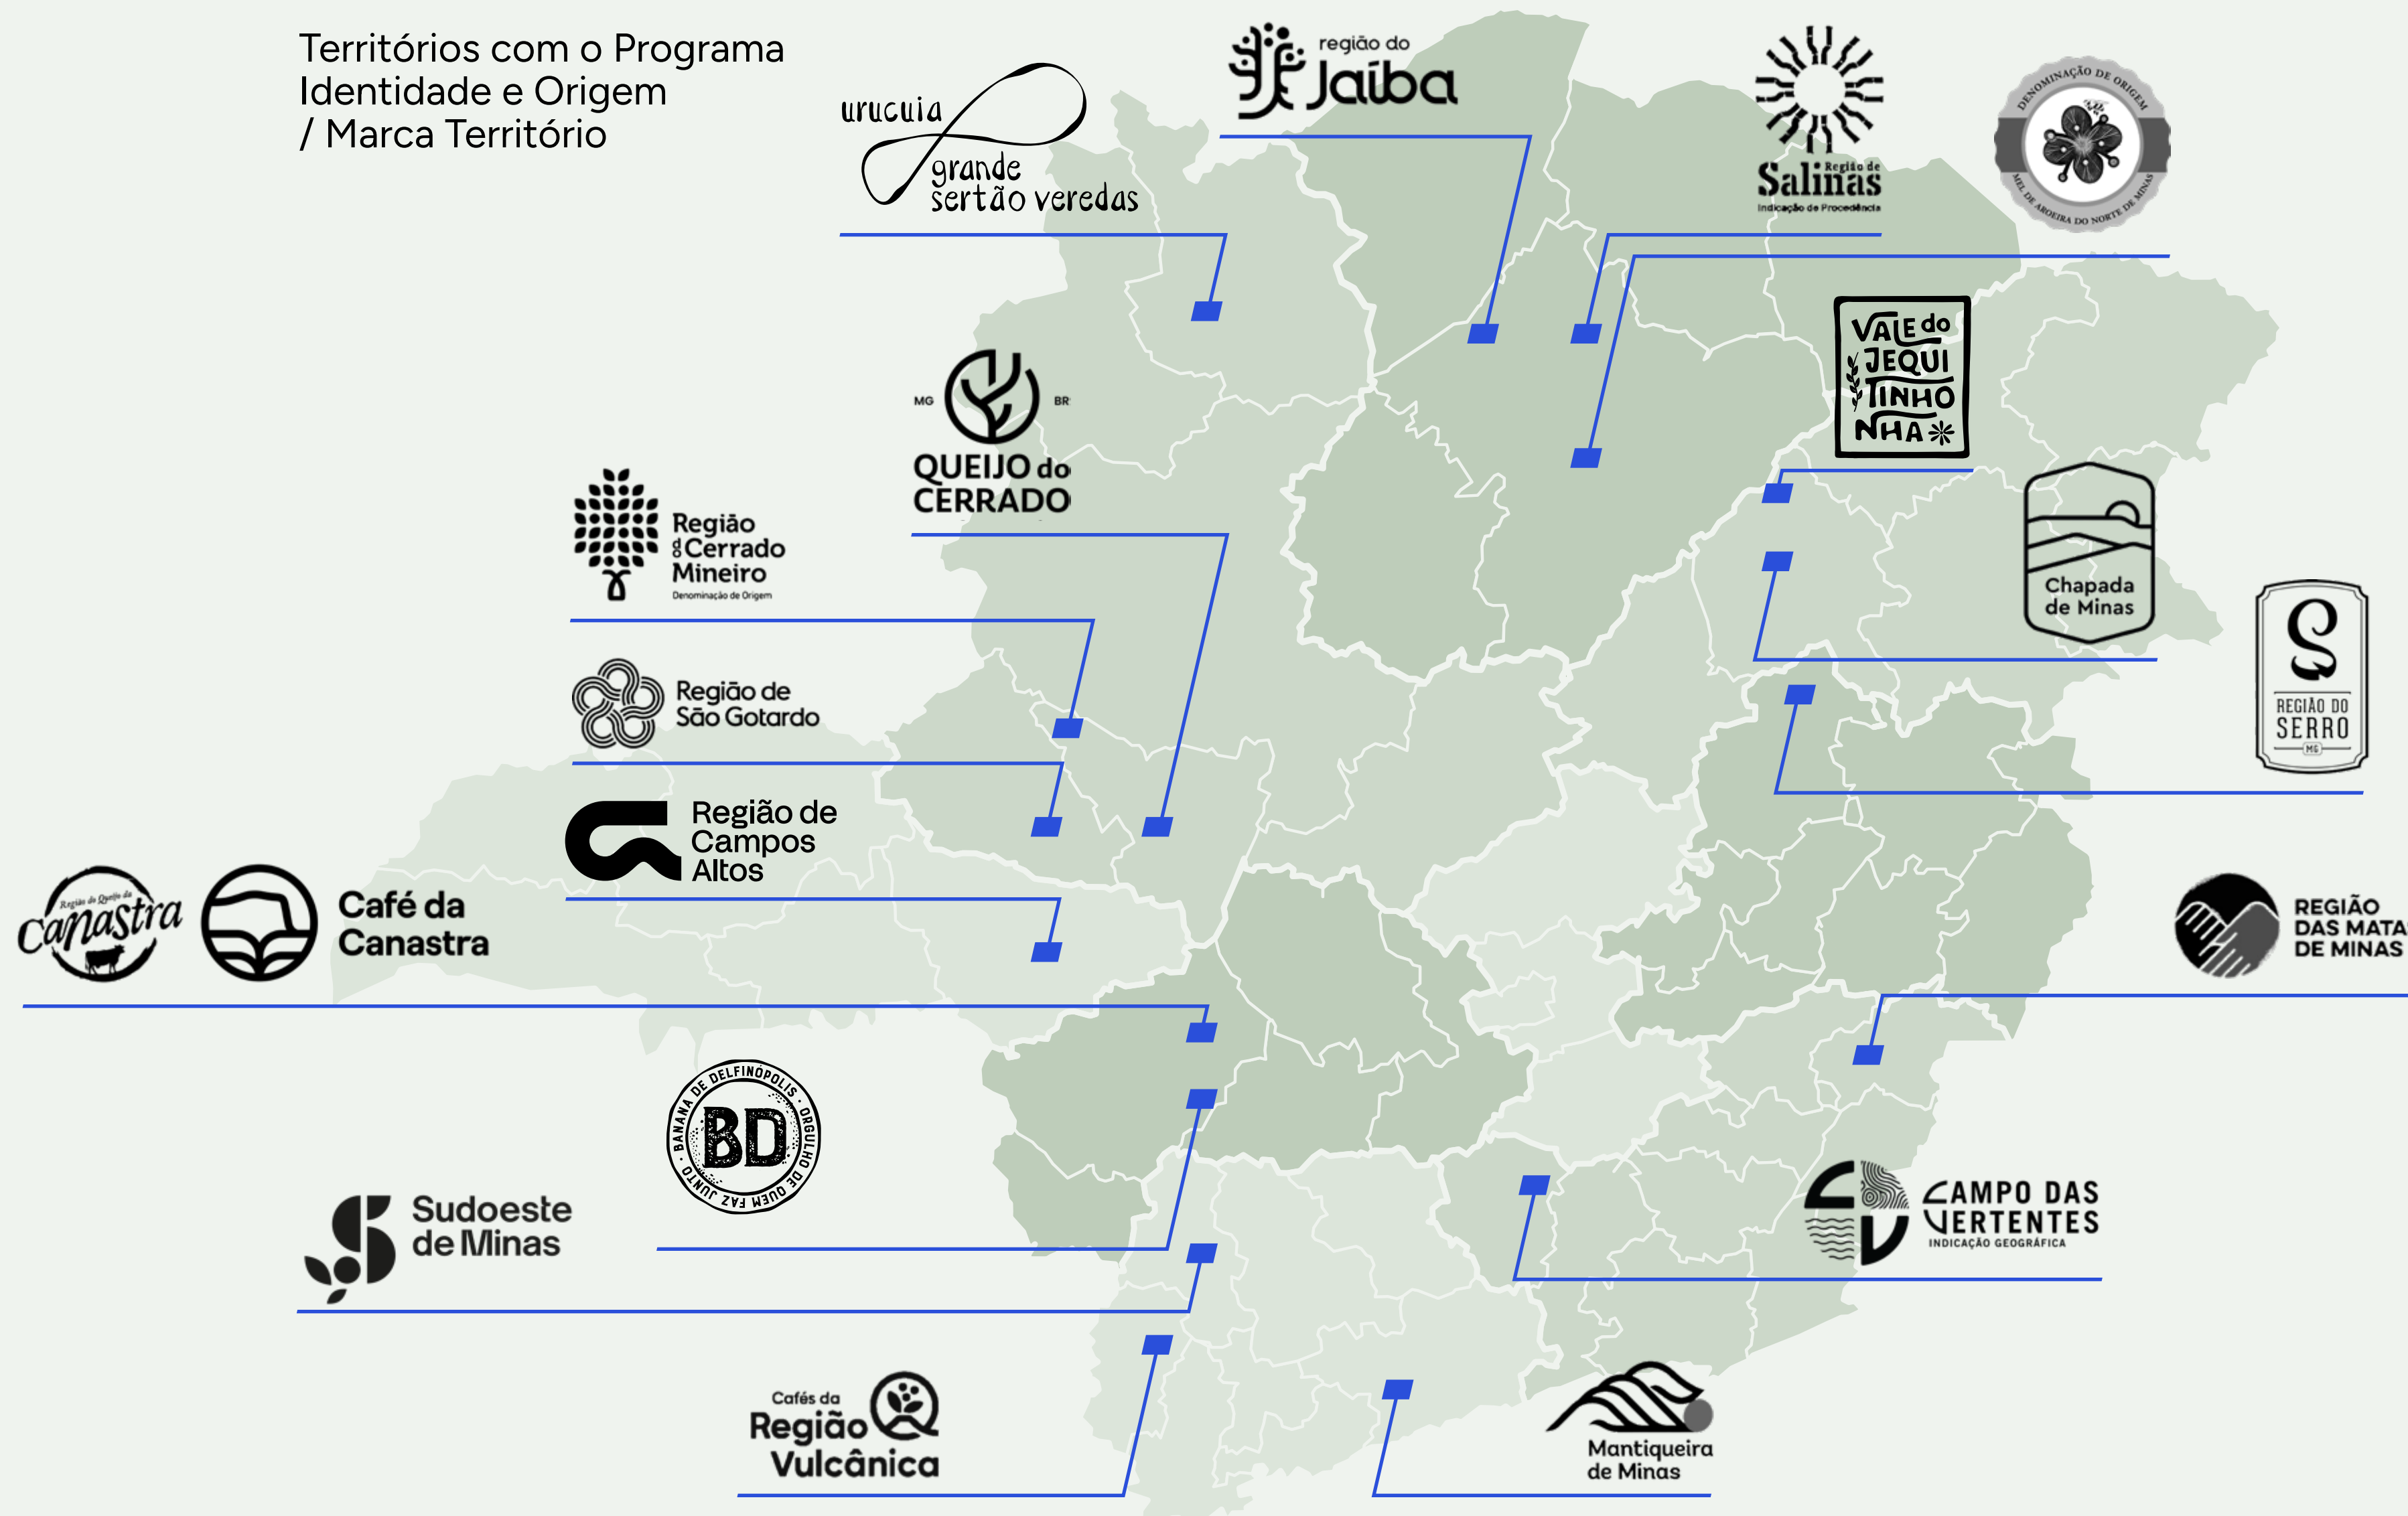 Territórios com o Programa
Identidade e Origem
/ Marca Território
urucuia
grande
sertão veredas
região do
Jaíba
Região de
Salinas
Indicação de Procedência
DENOMINAÇÃO DE ORIGEM
MEL DE AROEIRA DO NORTE DE MINAS
VALE do
JEQUI
TINHO
NHA
MG
BR
QUEIJO do
CERRADO
Região
do Cerrado
Mineiro
Denominação de Origem
Chapada
de Minas
REGIÃO DO
SERRO
MG
Região de
São Gotardo
Região de
Campos
Altos
Região do Queijo da
Canastra
Café da
Canastra
REGIÃO
DAS MATA
DE MINAS
BANANA DE DELFINÓPOLIS · ORGULHO DE QUEM FAZ JUNTO ·
BD
Sudoeste
de Minas
CAMPO DAS
VERTENTES
INDICAÇÃO GEOGRÁFICA
Cafés da
Região
Vulcânica
Mantiqueira
de Minas